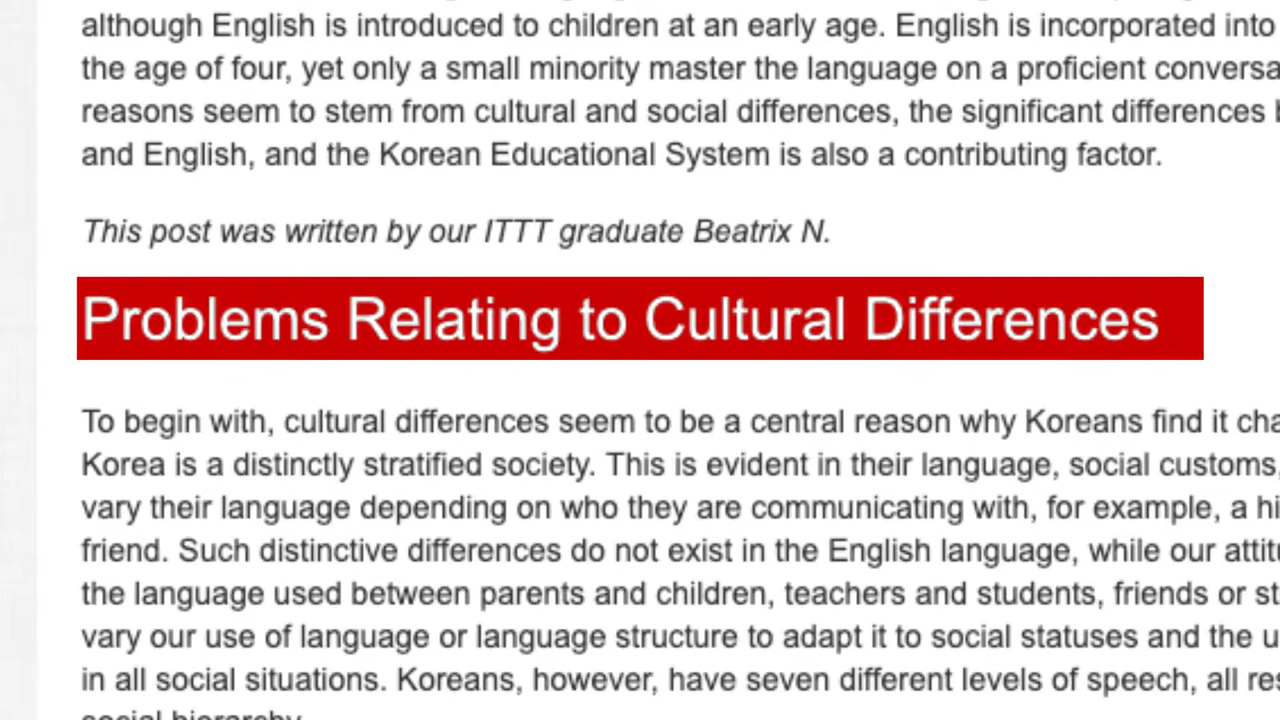 although English is introduced to children at an early age. English is incorporated into
the age of four, yet only a small minority master the language on a proficient
reasons seem to stem from cultural and social differences, the significant differences
and English, and the Korean Educational System is also a contributing factor.
This post was written by our ITTT graduate Beatrix N.
Problems Relating to Cultural Differences
To begin with, cultural differences seem to be a central reason why Koreans find it
Korea is a distinctly stratified society. This is evident in their language, social customs,
vary their language depending on who they are communicating with, for example, a
friend. Such distinctive differences do not exist in the English language, while our
the language used between parents and children, teachers and students, friends or
vary our use of language or language structure to adapt it to social statuses and the
in all social situations. Koreans, however, have seven different levels of speech, all
social hierarchy.